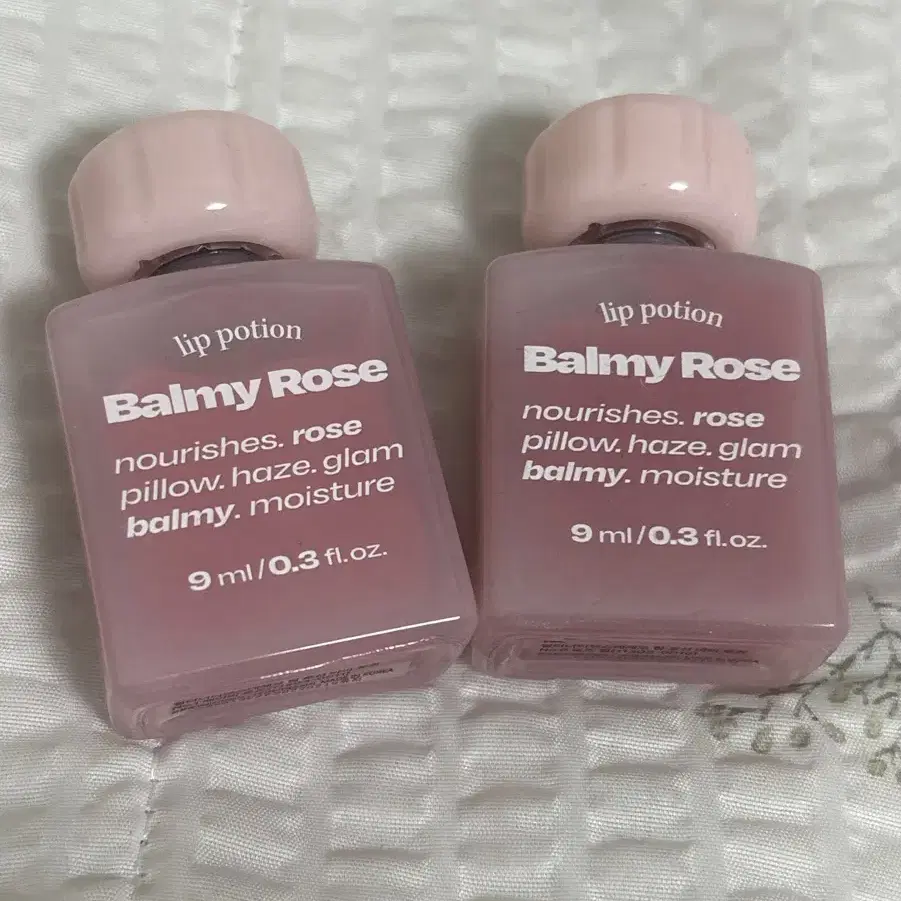 lip potion
Balmy Rose
nourishes. rose
pillow. haze. glam
balmy. moisture
9 ml/0.3 fl.oz.
lip potion
Balmy Rose
nourishes. rose
pillow. haze. glam
balmy. moisture
9 ml/0.3 fl.oz.